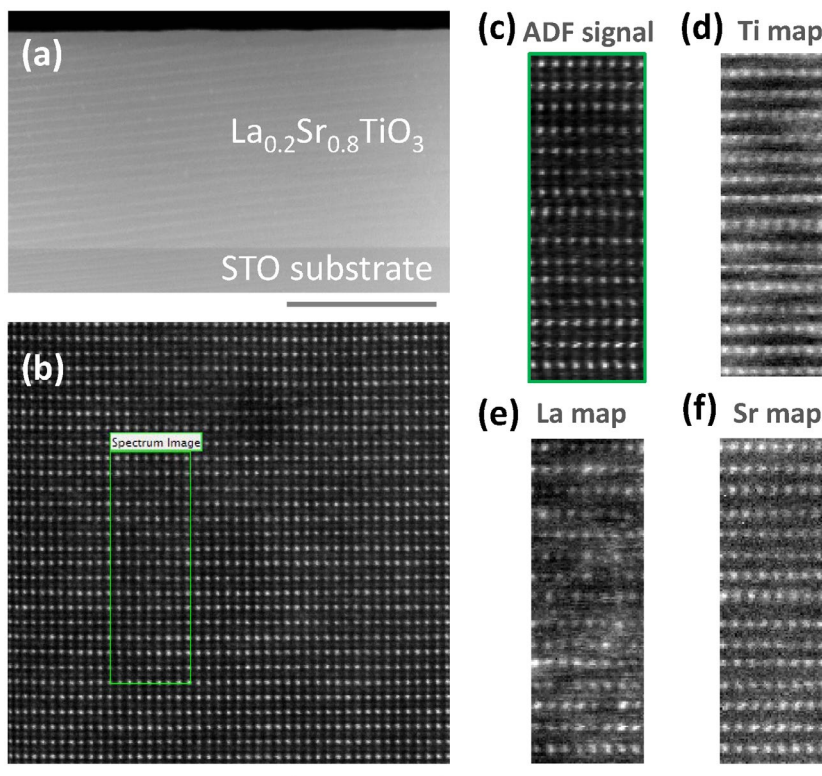 (a)
La0.2Sr0.8TiO3
STO substrate
(b)
Spectrum Image
(c) ADF signal
(d) Ti map
(e) La map
(f) Sr map